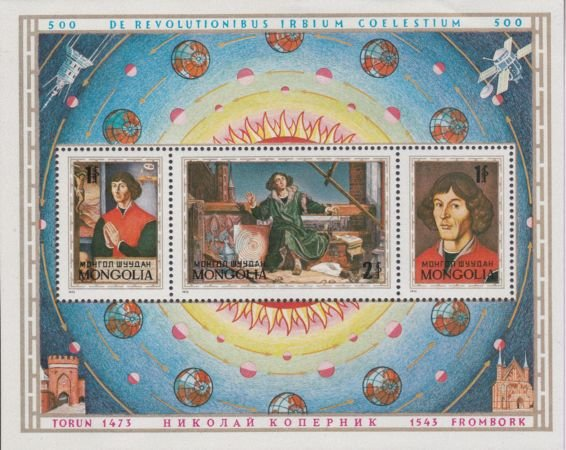 500 DE REVOLUTIONIBUS IRBIUM COELESTIUM 500
1₮
МОНГОЛ ШУУДАН
MONGOLIA
2₮
МОНГОЛ ШУУДАН
MONGOLIA
1₮
МОНГОЛ ШУУДАН
MONGOLIA
TORUN 1473 НИКОЛАЙ КОПЕРНИК 1543 FROMBORK